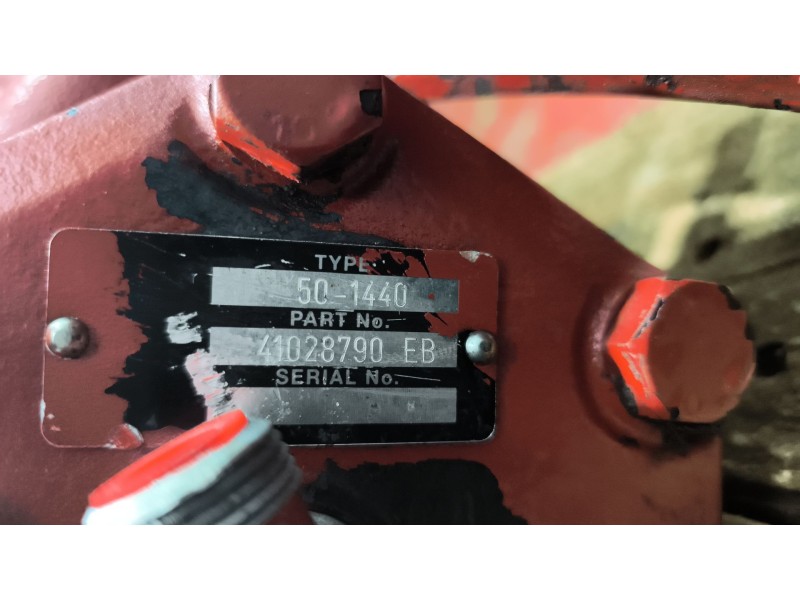 TYPE
50-1440
PART No.
41028790 EB
SERIAL No.